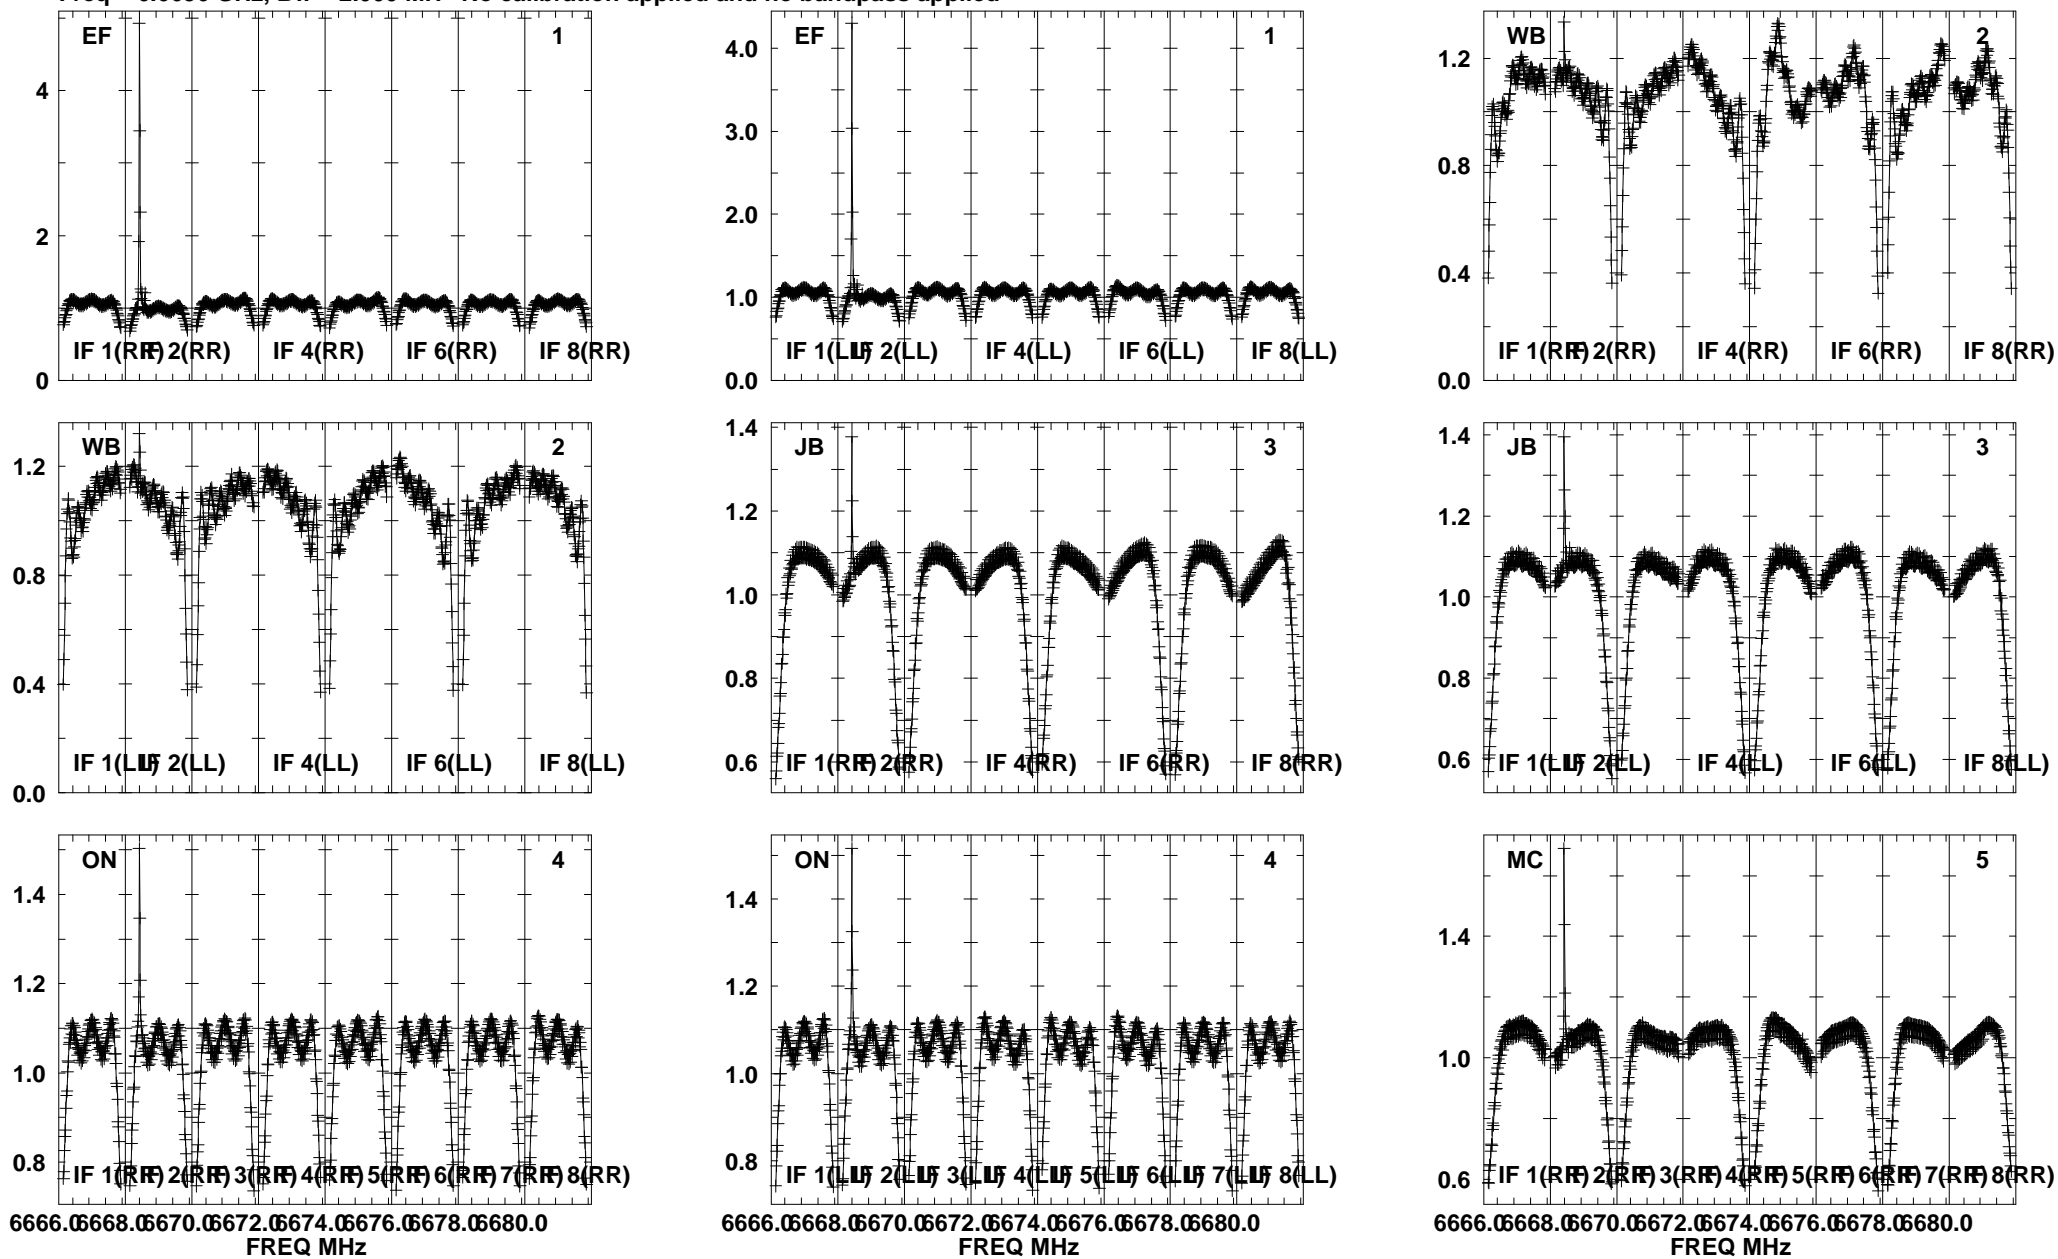 EF 1 EF 1 WB 2
4 4.0 1.2
3.0
0.8
2 2.0
0.4
1.0
IF 1(RR) IF 2(RR) IF 4(RR) IF 6(RR) IF 8(RR) IF 1(LL) IF 2(LL) IF 4(LL) IF 6(LL) IF 8(LL) IF 1(RR) IF 2(RR) IF 4(RR) IF 6(RR) IF 8(RR)
0 0.0 0.0
WB 2 JB 3 JB 3
1.2 1.4 1.4
1.2 1.2
0.8
1.0 1.0
0.4 0.8 0.8
IF 1(LL) IF 2(LL) IF 4(LL) IF 6(LL) IF 8(LL) IF 1(RR) IF 2(RR) IF 4(RR) IF 6(RR) IF 8(RR) IF 1(LL) IF 2(LL) IF 4(LL) IF 6(LL) IF 8(LL)
0.0 0.6 0.6
ON 4 ON 4 MC 5
1.4 1.4 1.4
1.2 1.2
1.0 1.0 1.0
0.8 0.8 0.6
IF 1(RR) IF 2(RR) IF 3(RR) IF 4(RR) IF 5(RR) IF 6(RR) IF 7(RR) IF 8(RR) IF 1(LL) IF 2(LL) IF 3(LL) IF 4(LL) IF 5(LL) IF 6(LL) IF 7(LL) IF 8(LL) IF 1(RR) IF 2(RR) IF 3(RR) IF 4(RR) IF 5(RR) IF 6(RR) IF 7(RR) IF 8(RR)
6666.0 6668.0 6670.0 6672.0 6674.0 6676.0 6678.0 6680.0 6666.0 6668.0 6670.0 6672.0 6674.0 6676.0 6678.0 6680.0 6666.0 6668.0 6670.0 6672.0 6674.0 6676.0 6678.0 6680.0
FREQ MHz FREQ MHz FREQ MHz